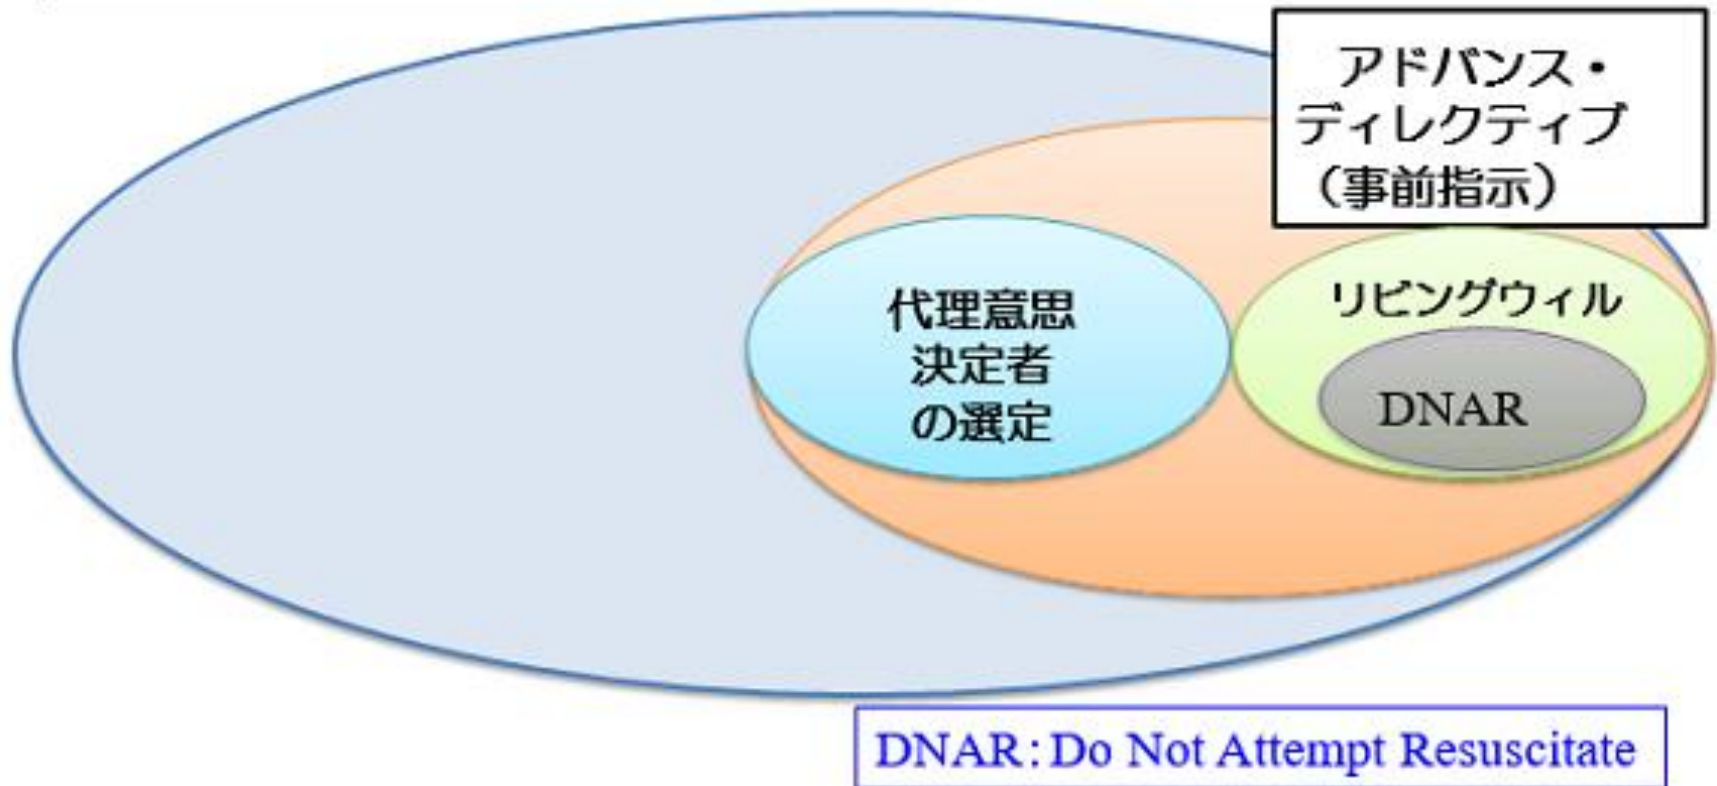 アドバンス・
ディレクティブ
（事前指示）
代理意思
決定者
の選定
リビングウィル
DNAR
DNAR：Do Not Attempt Resuscitate